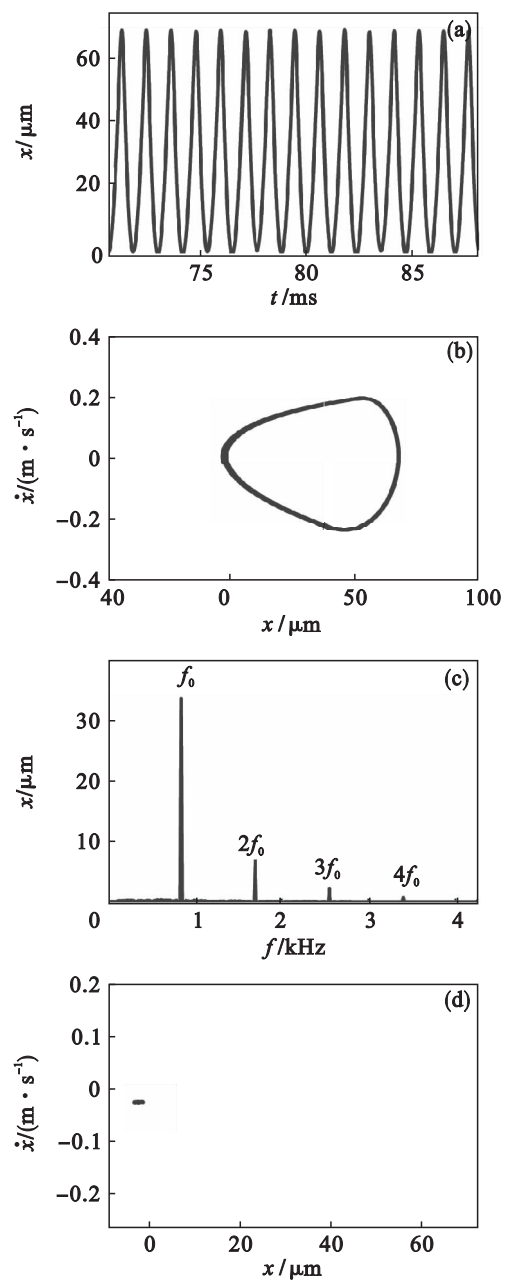 (a)
60
40
20
0
x/μm
75 80 85
t/ms
(b)
0.4
0.2
0
−0.2
−0.4
ẋ/(m · s⁻¹)
40 0 50 100
x/μm
(c)
f₀
2f₀
3f₀
4f₀
30
20
10
x/μm
0 1 2 3 4
f/kHz
(d)
0.2
0.1
0
−0.1
−0.2
ẋ/(m · s⁻¹)
0 20 40 60
x/μm